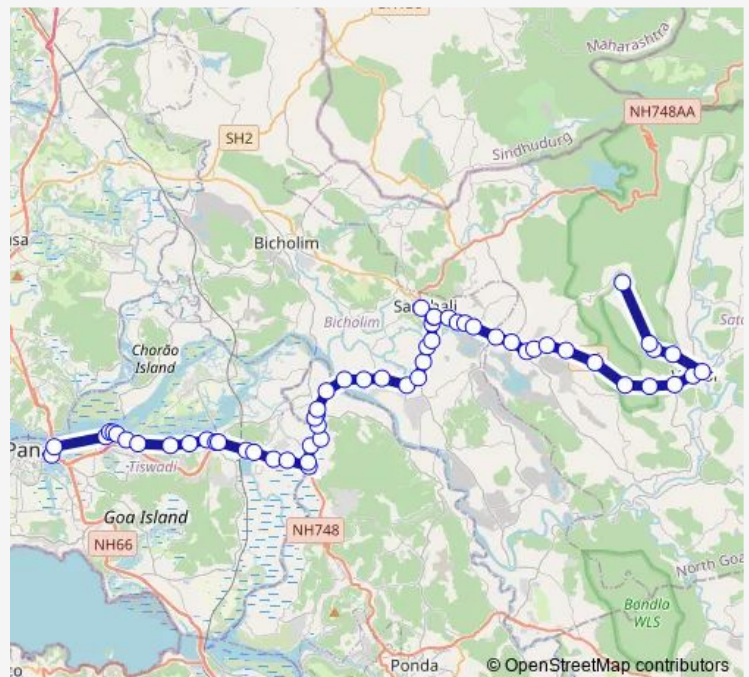 Maharashtra
NH748AA
SH2
Sindhudurg
Bicholim
Bicholim
Chorão
Island
Tiswadi
Goa Island
NH748
NH66
North Goa
Bondla
WLS
Ponda
© OpenStreetMap contributors